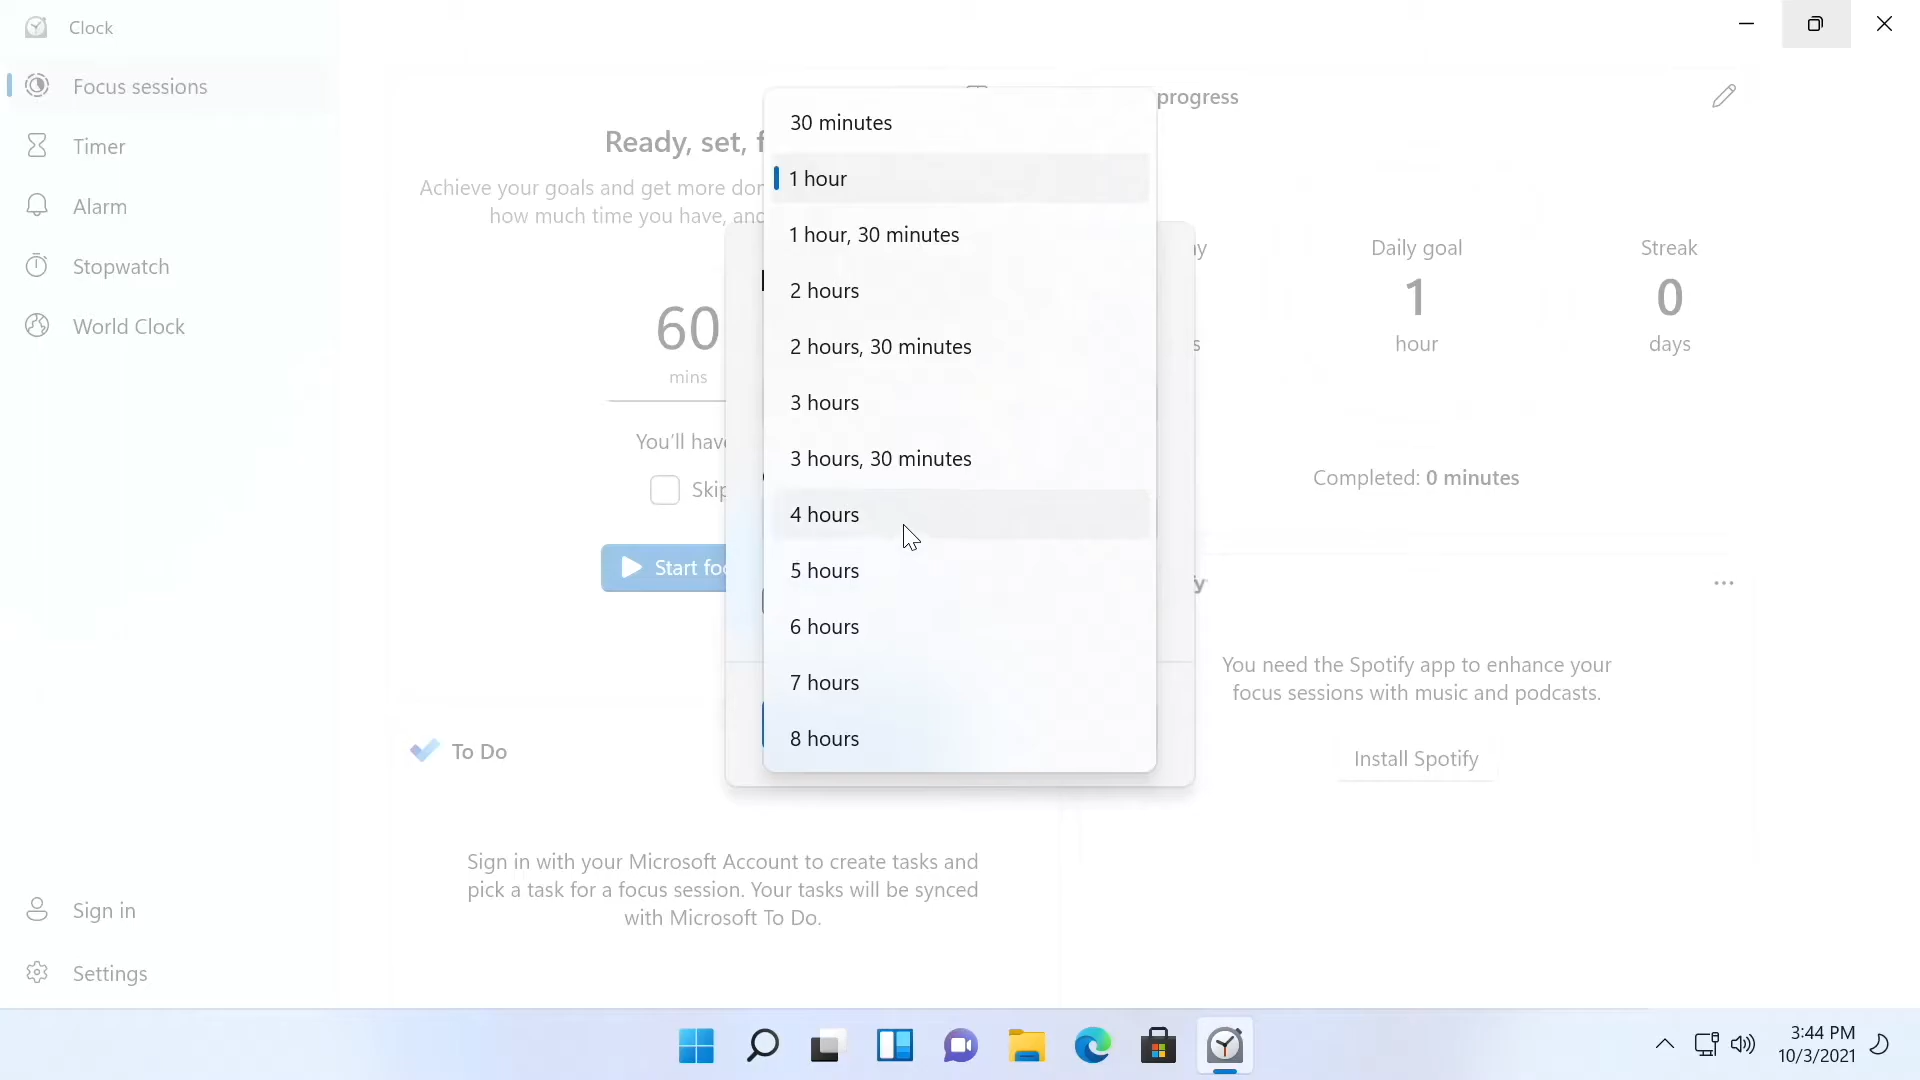 Clock
Focus sessions
Timer
Alarm
Stopwatch
World Clock
Sign in
Settings
Ready, set, f
Achieve your goals and get more don
how much time you have, and
60
mins
You'll have
Skip
Start foc
To Do
Sign in with your Microsoft Account to create tasks and
pick a task for a focus session. Your tasks will be synced
with Microsoft To Do.
30 minutes
1 hour
1 hour, 30 minutes
2 hours
2 hours, 30 minutes
3 hours
3 hours, 30 minutes
4 hours
5 hours
6 hours
7 hours
8 hours
progress
y
s
Daily goal
1
hour
Streak
0
days
Completed: 0 minutes
fy
You need the Spotify app to enhance your
focus sessions with music and podcasts.
Install Spotify
3:44 PM
10/3/2021